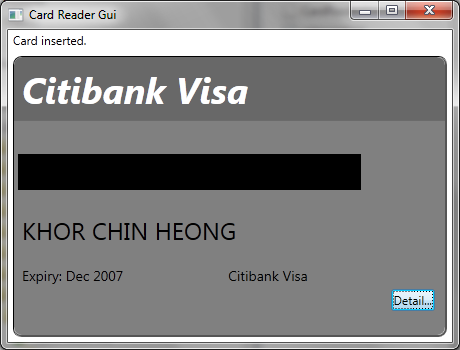 Card Reader Gui
Card inserted.
Citibank Visa
KHOR CHIN HEONG
Expiry: Dec 2007 Citibank Visa
Detail...